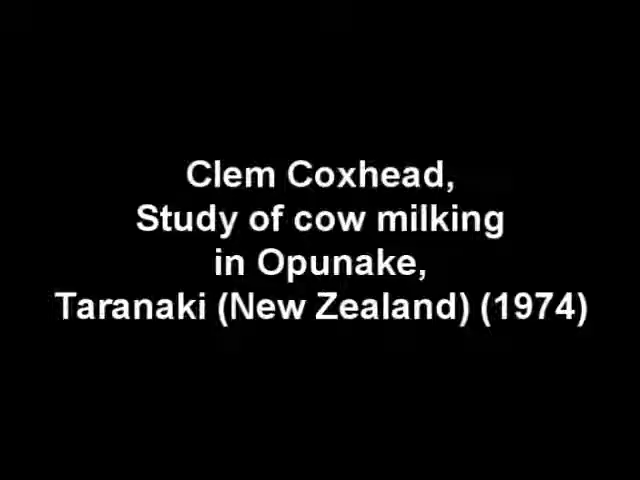 Clem Coxhead,
Study of cow milking
in Opunake,
Taranaki (New Zealand) (1974)